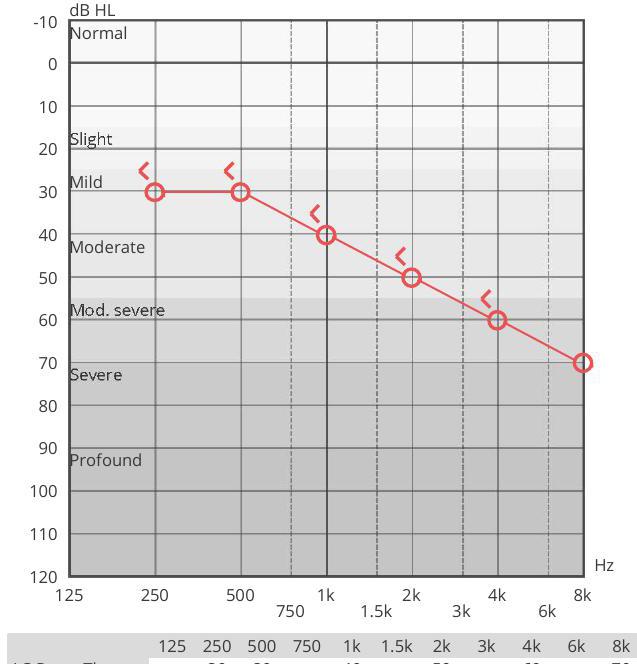 dB HL
-10
Normal
0
10
Slight
20
Mild
30
40
Moderate
50
Mod. severe
60
70
Severe
80
90
Profound
100
110
120
Hz
125 250 500 1k 2k 4k 8k
750 1.5k 3k 6k
125 250 500 750 1k 1.5k 2k 3k 4k 6k 8k